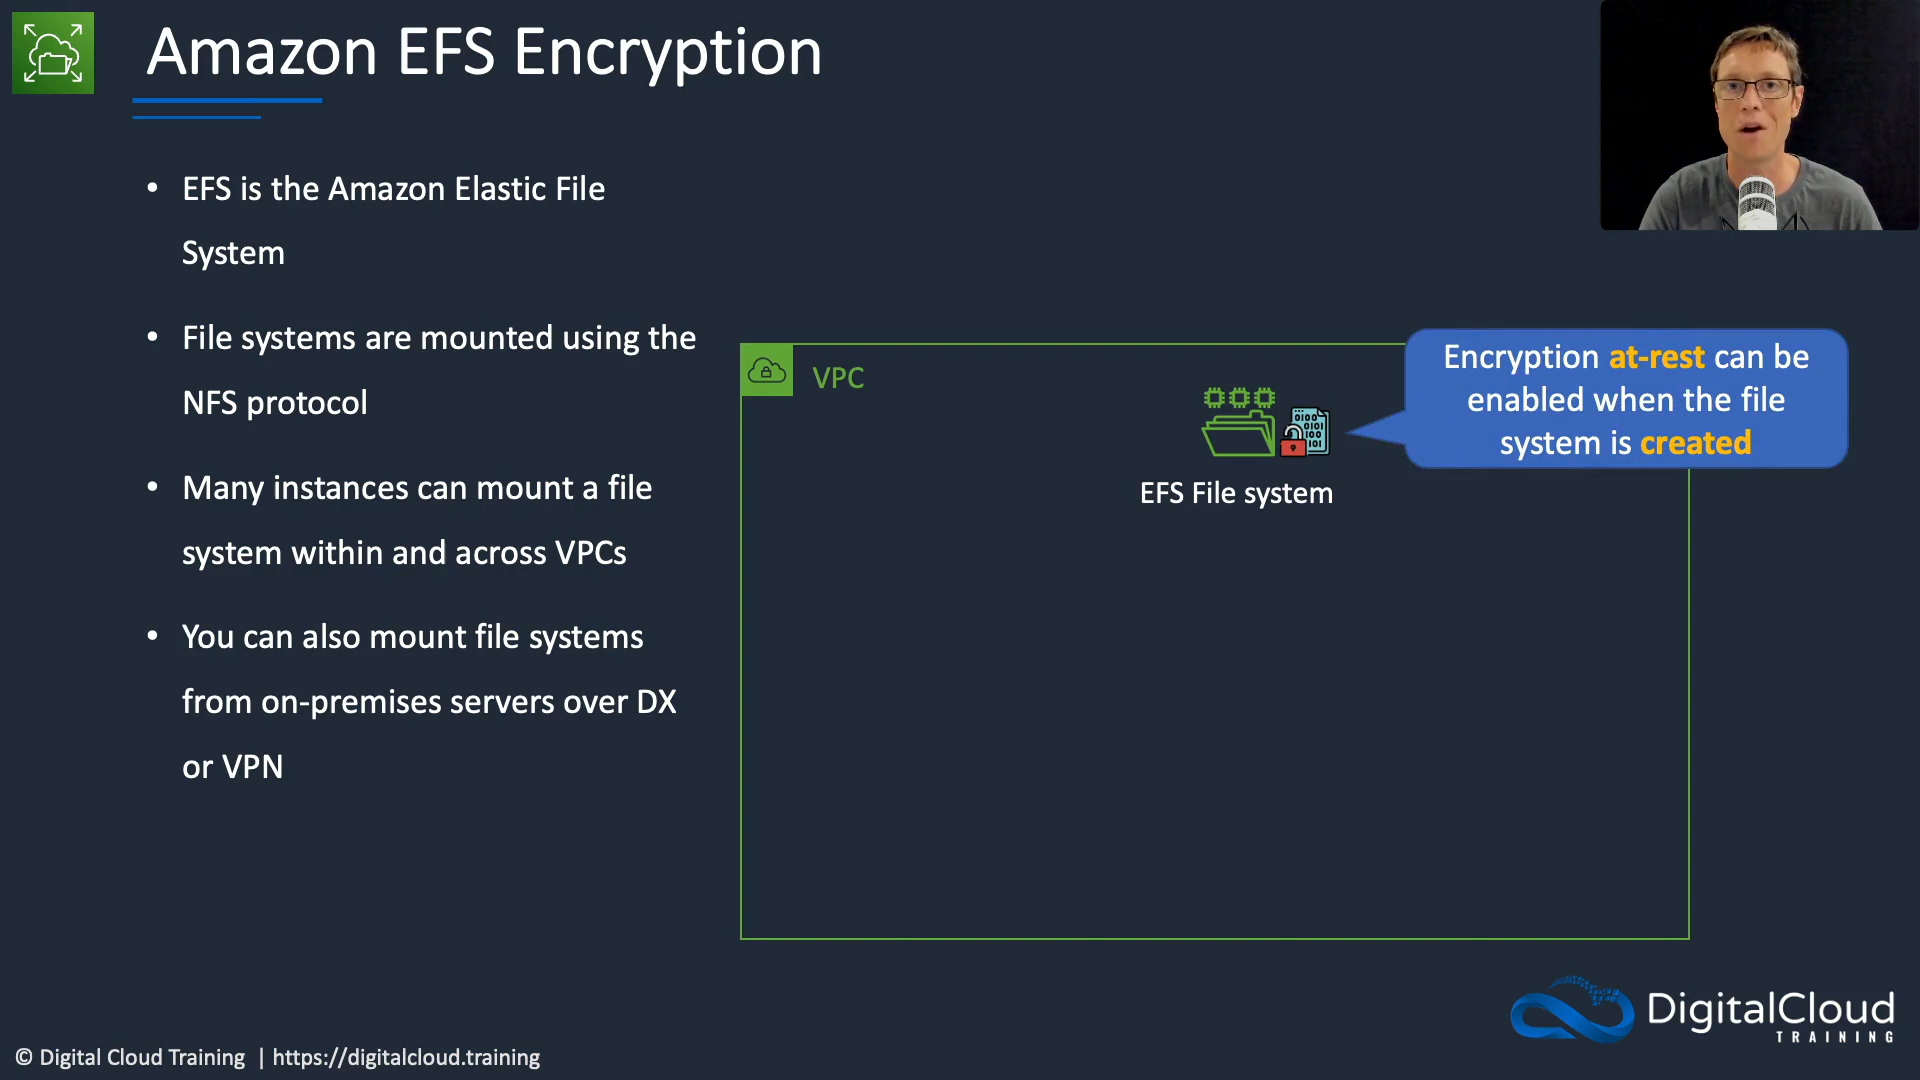 Amazon EFS Encryption
• EFS is the Amazon Elastic File
System
• File systems are mounted using the
NFS protocol
• Many instances can mount a file
system within and across VPCs
• You can also mount file systems
from on-premises servers over DX
or VPN
VPC
Encryption at-rest can be
enabled when the file
system is created
EFS File system
DigitalCloud
TRAINING
© Digital Cloud Training | https://digitalcloud.training